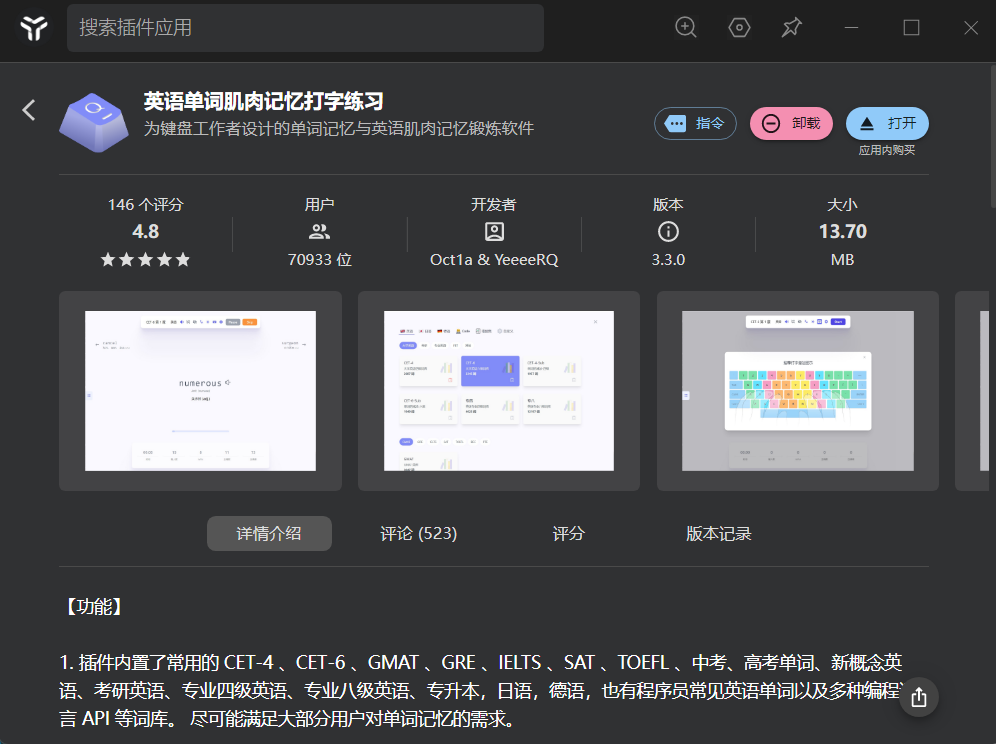 搜索插件应用
英语单词肌肉记忆打字练习
为键盘工作者设计的单词记忆与英语肌肉记忆锻炼软件
指令
卸载
打开
应用内购买
146 个评分
4.8
用户
70933 位
开发者
Oct1a & YeeeeRQ
版本
3.3.0
大小
13.70
MB
numerous
详情介绍
评论 (523)
评分
版本记录
【功能】
1. 插件内置了常用的 CET-4 、CET-6 、GMAT 、GRE 、IELTS 、SAT 、TOEFL 、中考、高考单词、新概念英
语、考研英语、专业四级英语、专业八级英语、专升本，日语，德语，也有程序员常见英语单词以及多种编程
言 API 等词库。 尽可能满足大部分用户对单词记忆的需求。